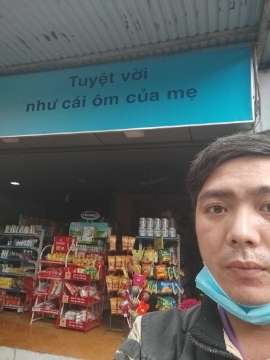 Tuyệt vời
như cái ôm của mẹ